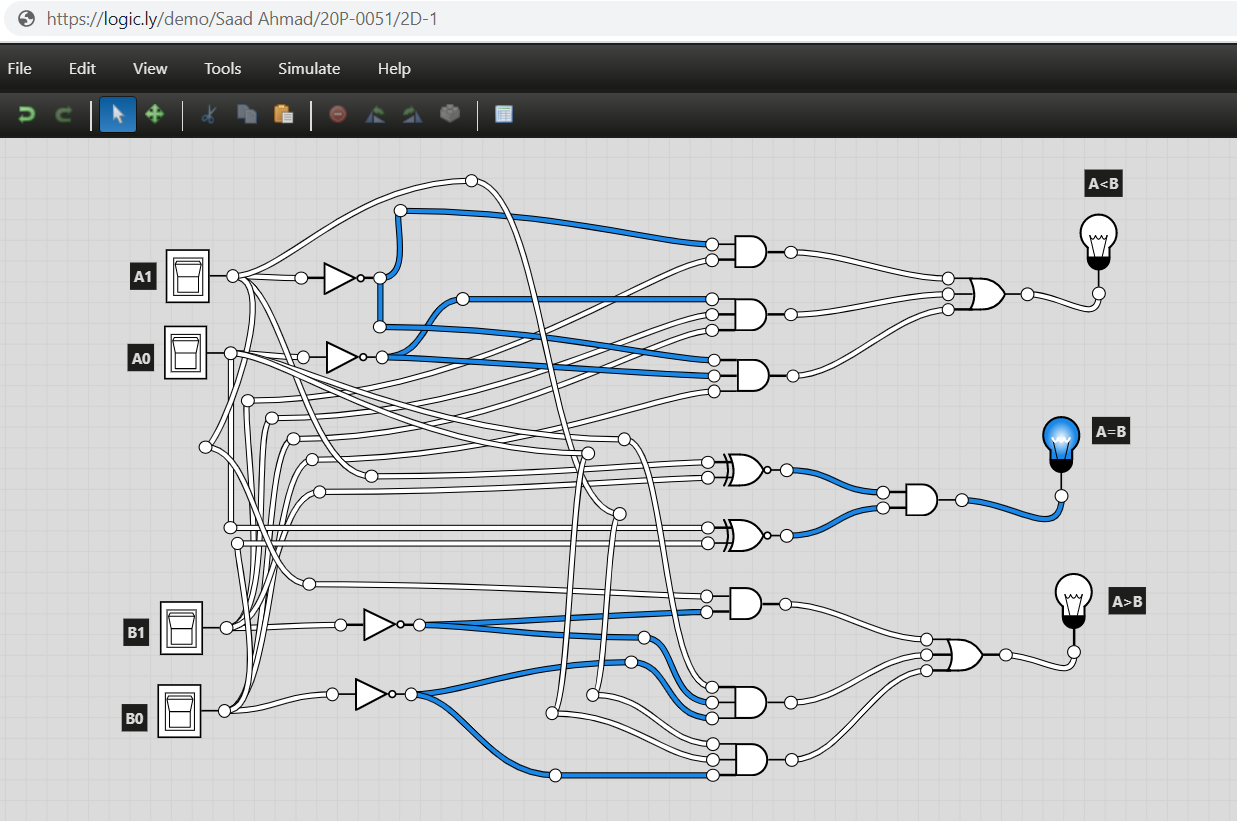 https://logic.ly/demo/Saad Ahmad/20P-0051/2D-1
File Edit View Tools Simulate Help
A<B
A1
A0
A=B
A>B
B1
B0